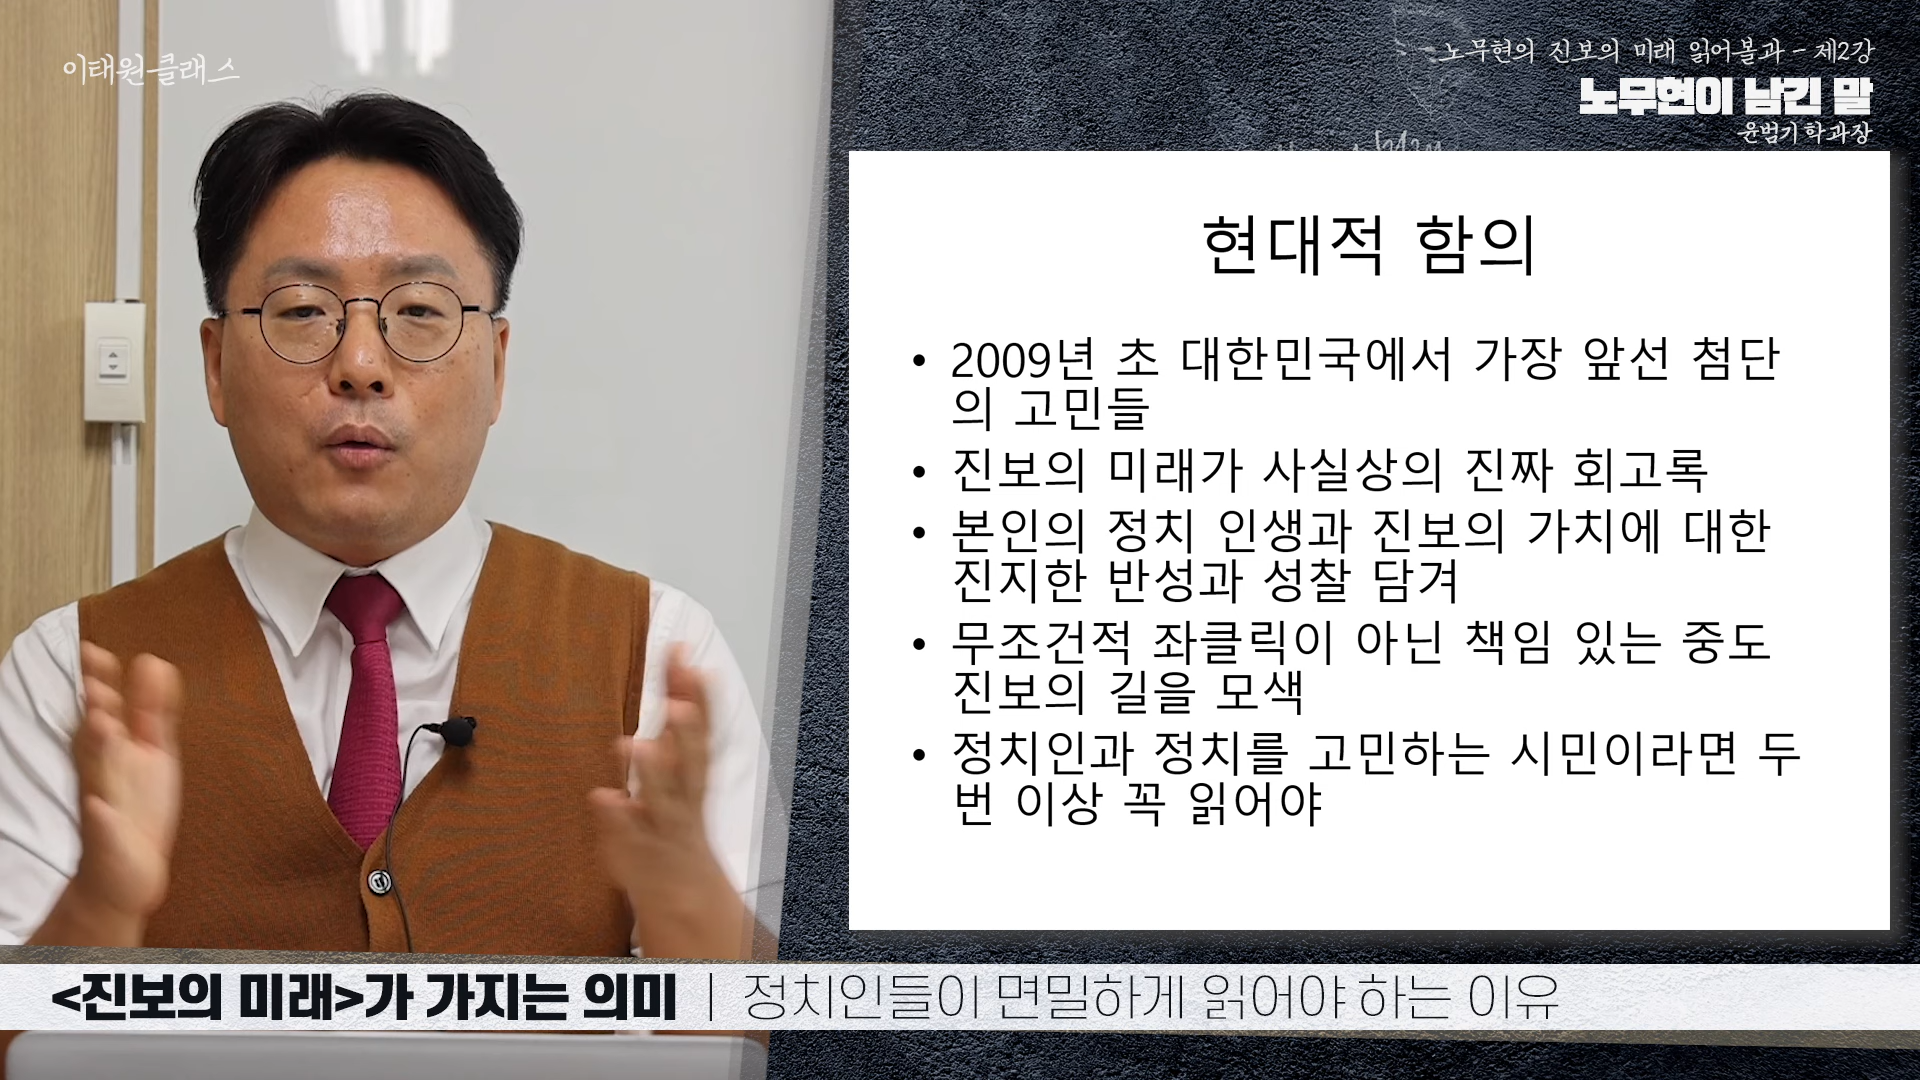 이태원클래스
노무현의 진보의 미래 읽어볼과 - 제2강
노무현이 남긴 말
윤범기 학과장
현대적 함의
• 2009년 초 대한민국에서 가장 앞선 첨단
의 고민들
• 진보의 미래가 사실상의 진짜 회고록
• 본인의 정치 인생과 진보의 가치에 대한
진지한 반성과 성찰 담겨
• 무조건적 좌클릭이 아닌 책임 있는 중도
진보의 길을 모색
• 정치인과 정치를 고민하는 시민이라면 두
번 이상 꼭 읽어야
<진보의 미래>가 가지는 의미 | 정치인들이 면밀하게 읽어야 하는 이유